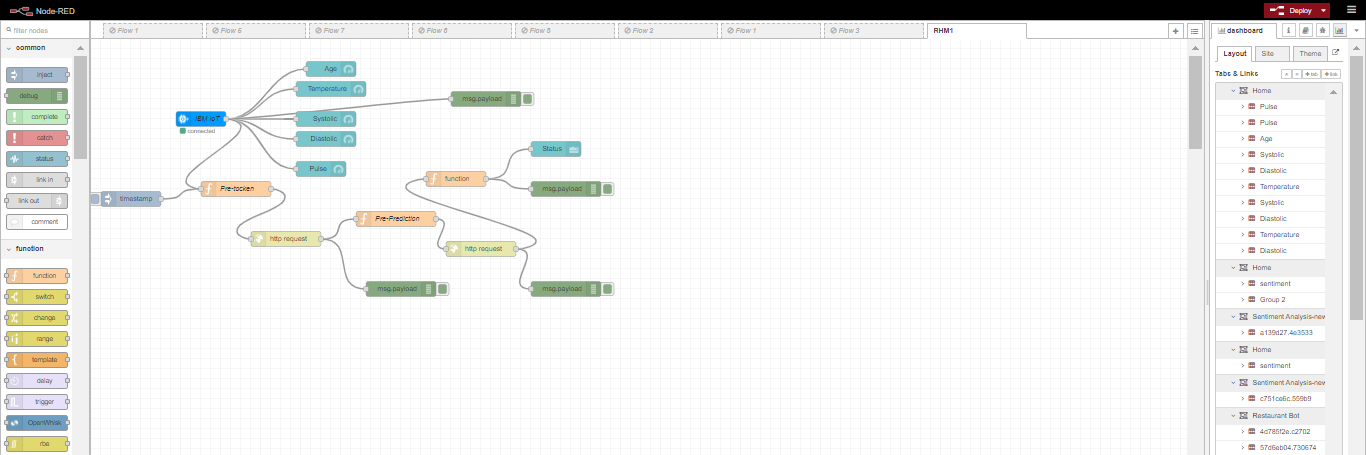 Node-RED
Deploy
filter nodes
Flow 1
Flow 5
Flow 7
Flow 6
Flow 2
Flow 1
Flow 3
RHM1
dashboard
common
inject
debug
complete
catch
status
link in
link out
comment
function
function
switch
change
range
template
delay
trigger
OpenWhisk
rbe
Age
Temperature
msg.payload
IBM IoT
connected
Systolic
Diastolic
Pulse
Status
function
timestamp
Pre-tocken
msg.payload
Pre-Prediction
http request
http request
msg.payload
msg.payload
Layout
Site
Theme
Tabs & Links
tab
link
Home
Pulse
Pulse
Age
Systolic
Diastolic
Temperature
Systolic
Diastolic
Temperature
Diastolic
Home
sentiment
Group 2
Sentiment Analysis-new
a139d27.4e3533
Home
sentiment
Sentiment Analysis-new
c751ce6c.559b9
Restaurant Bot
4d785f2e.c2702
57d6eb04.730674